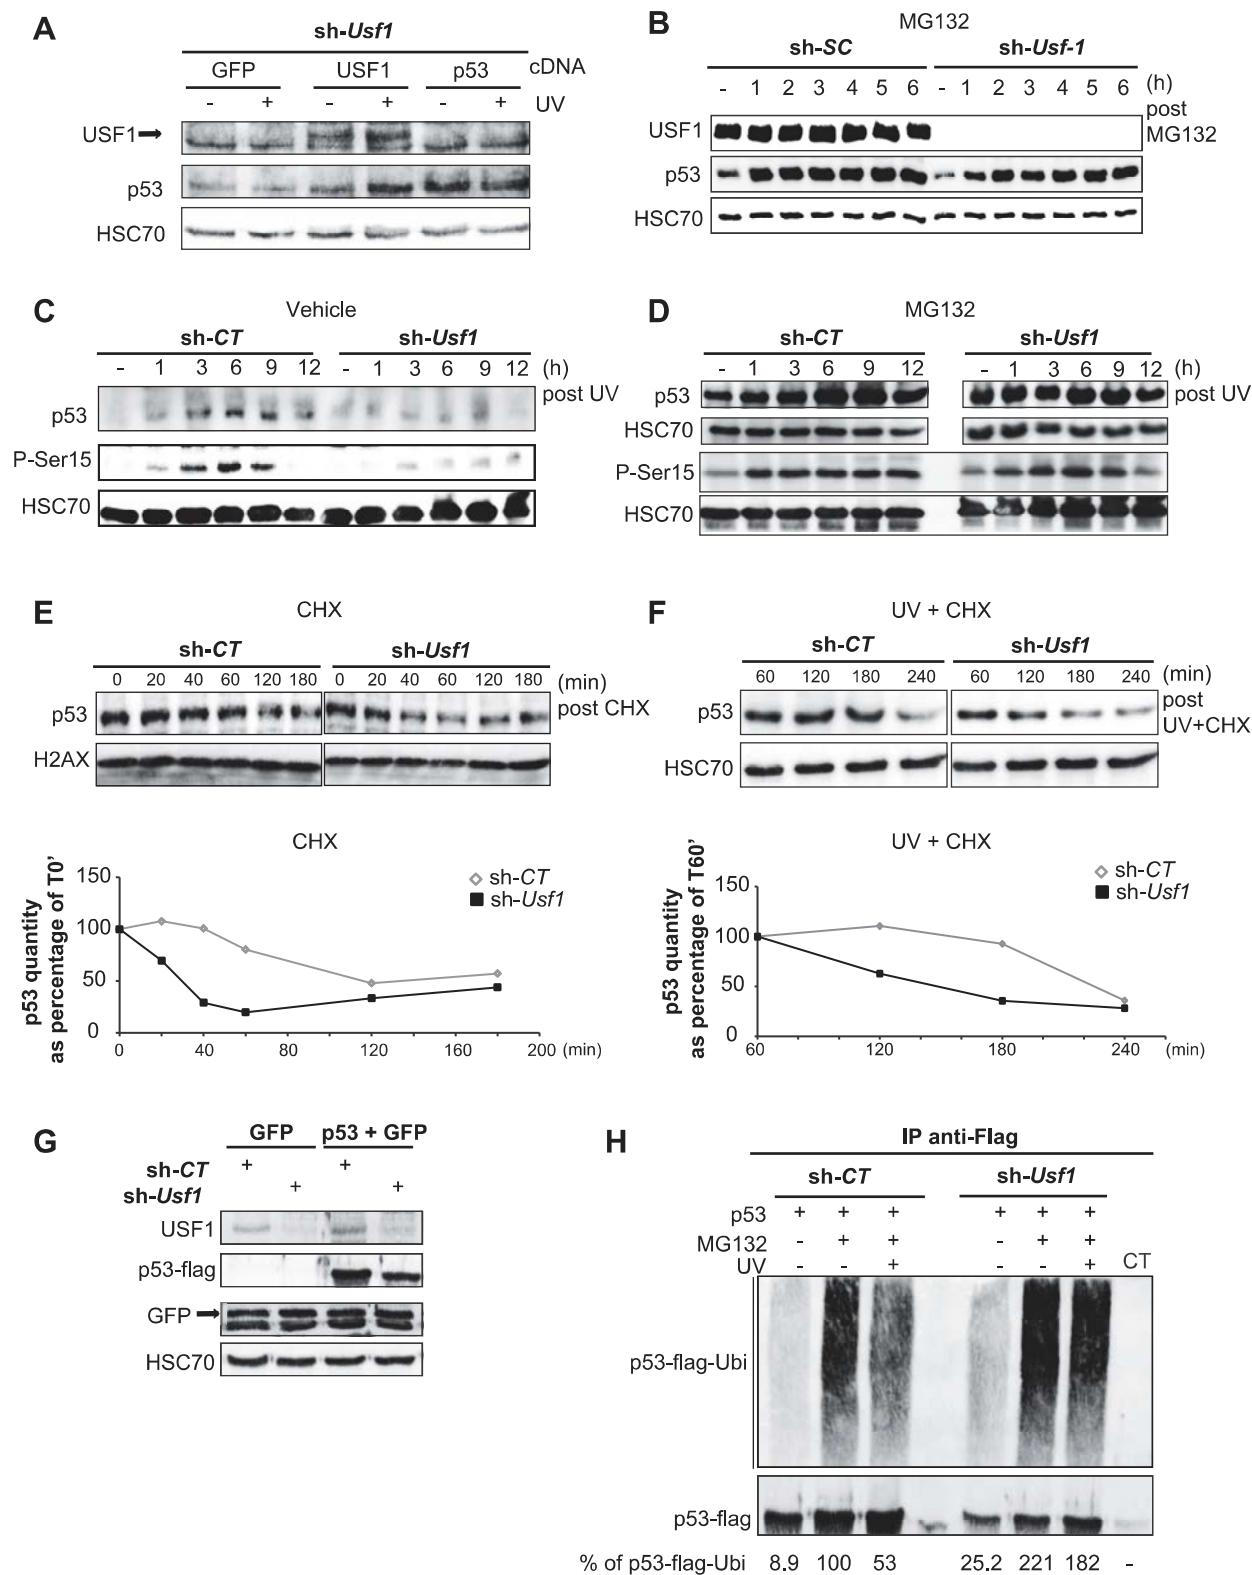 A
sh-Usf1
GFP USF1 p53 cDNA
- + - + - + UV
USF1
p53
HSC70
B
MG132
sh-SC sh-Usf-1
- 1 2 3 4 5 6 - 1 2 3 4 5 6 (h)
post
MG132
USF1
p53
HSC70
C
Vehicle
sh-CT sh-Usf1
- 1 3 6 9 12 - 1 3 6 9 12 (h)
post UV
p53
P-Ser15
HSC70
D
MG132
sh-CT sh-Usf1
- 1 3 6 9 12 - 1 3 6 9 12 (h)
post UV
p53
HSC70
P-Ser15
HSC70
E
CHX
sh-CT sh-Usf1
0 20 40 60 120 180 0 20 40 60 120 180 (min)
post CHX
p53
H2AX
CHX
p53 quantity
as percentage of T0'
150
100
50
0
0 40 80 120 160 200 (min)
sh-CT
sh-Usf1
F
UV + CHX
sh-CT sh-Usf1
60 120 180 240 60 120 180 240 (min)
post
UV+CHX
p53
HSC70
UV + CHX
p53 quantity
as percentage of T60'
150
100
50
0
60 120 180 240 (min)
sh-CT
sh-Usf1
G
GFP p53 + GFP
sh-CT + +
sh-Usf1 + +
USF1
p53-flag
GFP
HSC70
H
IP anti-Flag
sh-CT sh-Usf1
p53 + + + + + +
MG132 - + + - + +
UV - + - + CT
p53-flag-Ubi
p53-flag
% of p53-flag-Ubi 8.9 100 53 25.2 221 182 -